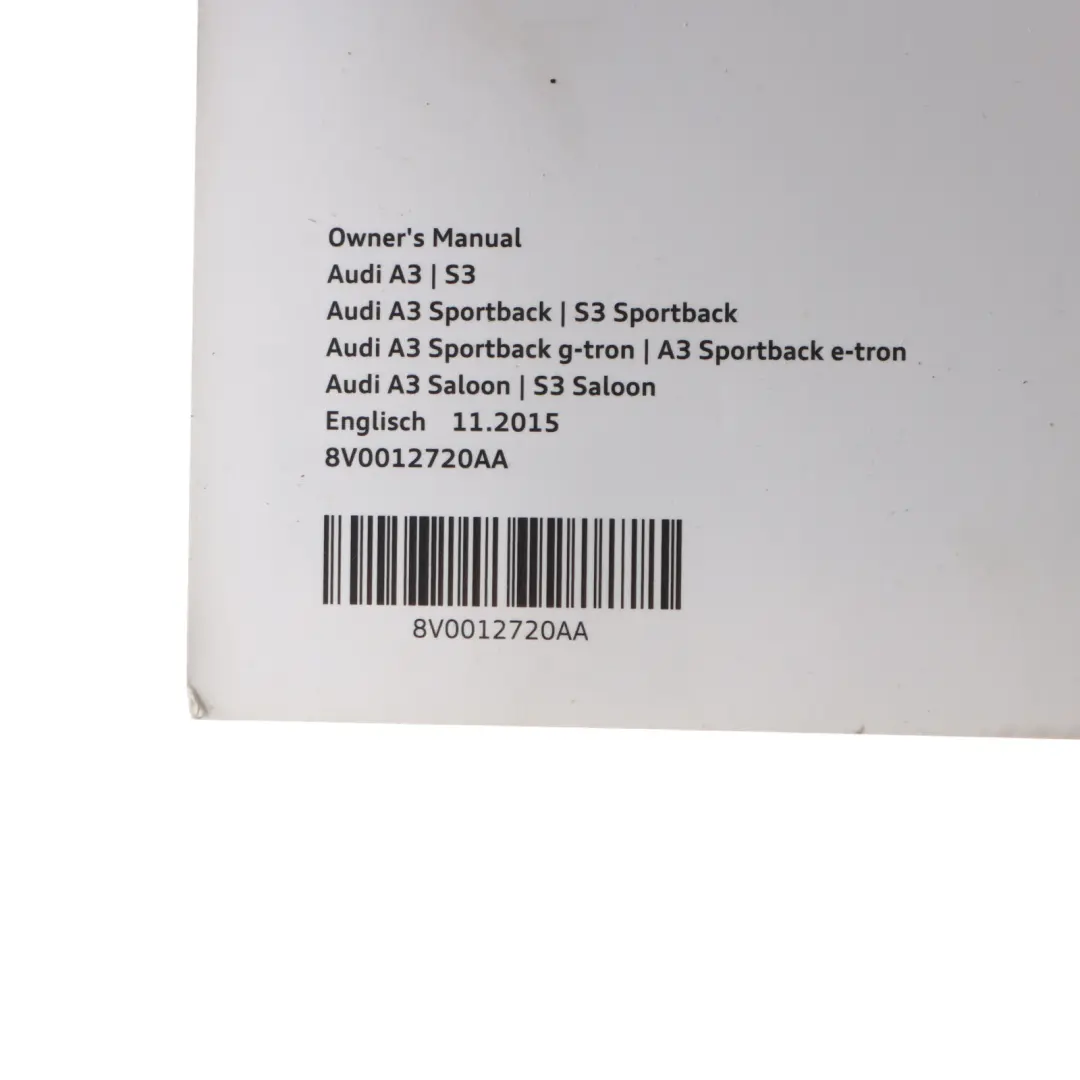 Owner's Manual
Audi A3 | S3
Audi A3 Sportback | S3 Sportback
Audi A3 Sportback g-tron | A3 Sportback e-tron
Audi A3 Saloon | S3 Saloon
Englisch 11.2015
8V0012720AA
8V0012720AA